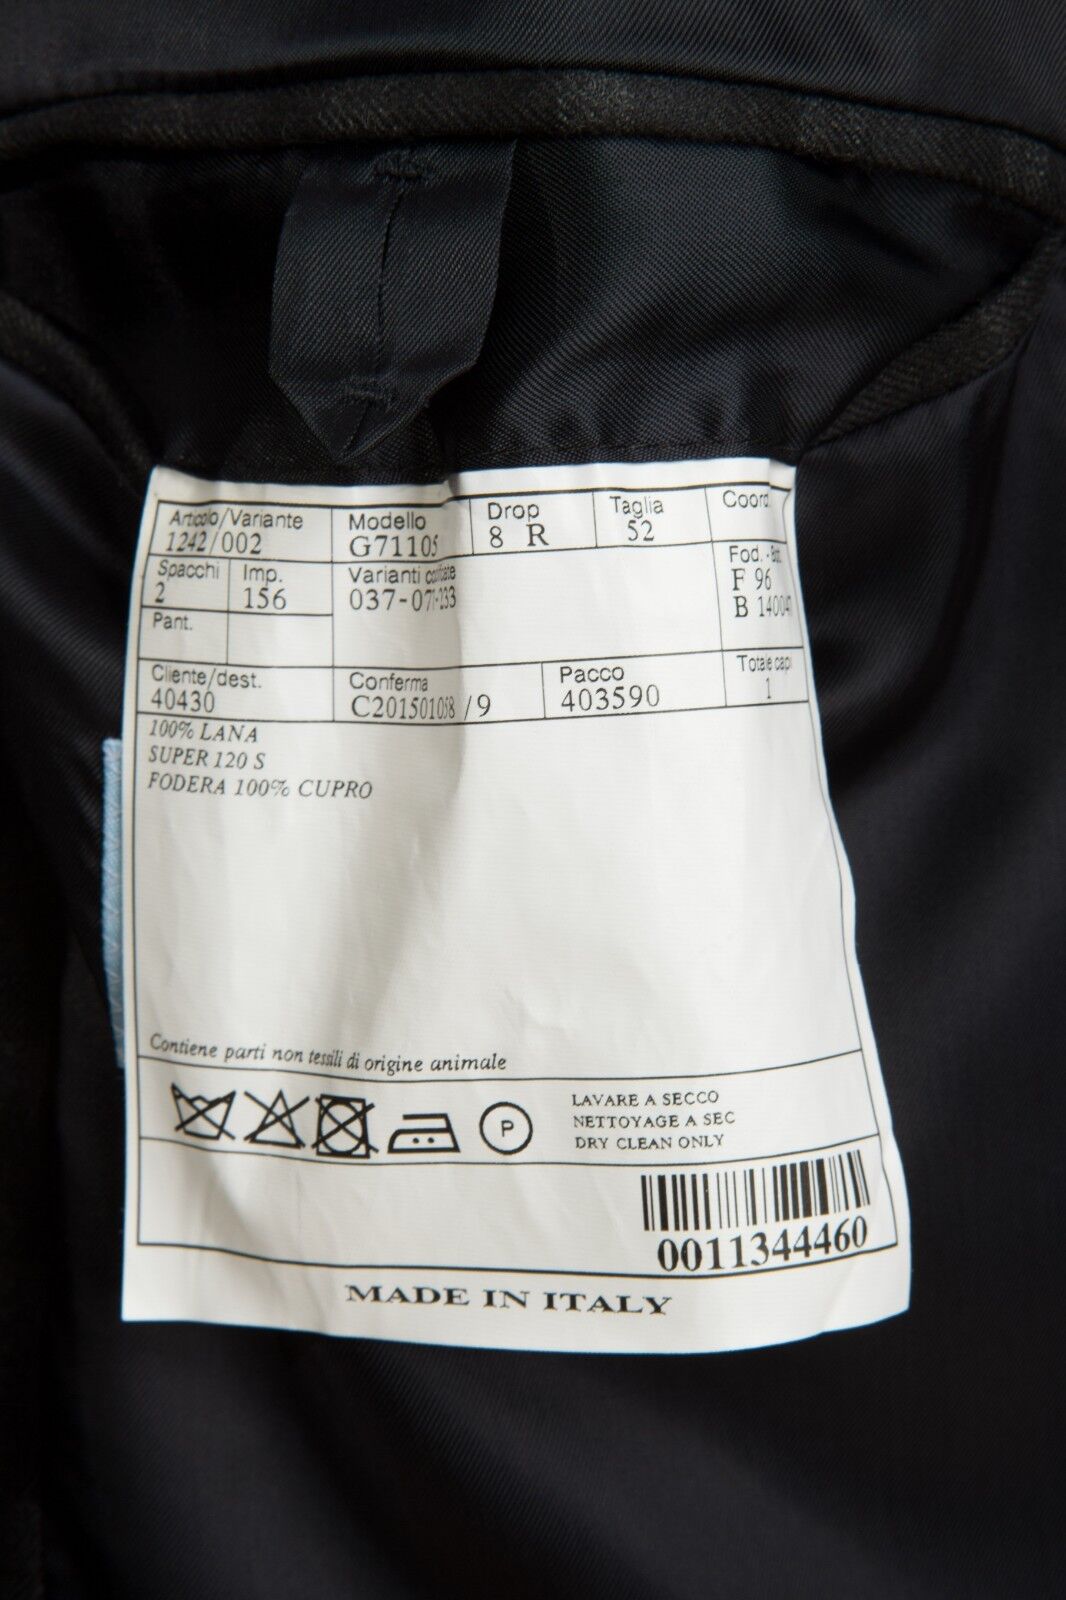 Articolo/Variante Modello Drop Taglia Coord.
1242/002 G71105 8 R 52
Spacchi Imp. Varianti Fod. -
2 156 037- F 96
Pant. B
Cliente/dest. Conferma Pacco Totale capi
40430 /9 403590 1
100% LANA
SUPER 120 S
FODERA 100% CUPRO
Contiene parti non tessili di origine animale
P
LAVARE A SECCO
NETTOYAGE A SEC
DRY CLEAN ONLY
0011344460
MADE IN ITALY